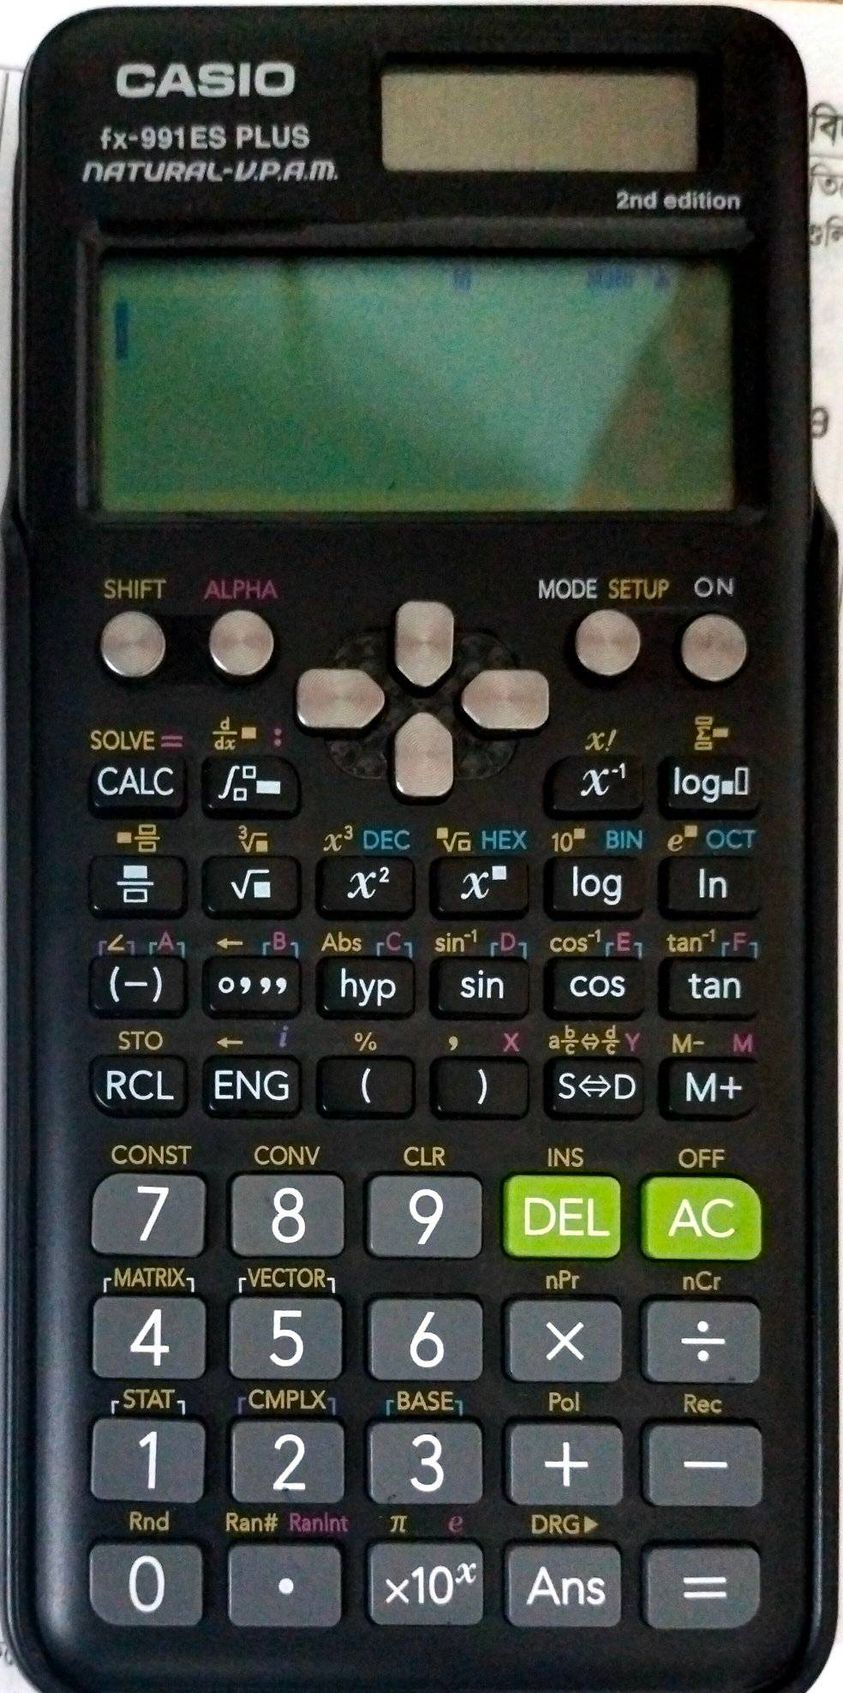 CASIO
fx-991ES PLUS
NATURAL-V.P.A.M.
2nd edition
SHIFT ALPHA MODE SETUP ON
SOLVE = d/dx■ : x! Σ
CALC ∫ x⁻¹ log■□
■□/□ ³√■ x³ DEC ■√□ HEX 10■ BIN e■ OCT
■/□ √■ x² x■ log ln
∠ A ← B Abs C sin⁻¹ D cos⁻¹ E tan⁻¹ F
(−) o,,, hyp sin cos tan
STO ← i % , X a b/c⇔d/c Y M− M
RCL ENG ( ) S⇔D M+
CONST CONV CLR INS OFF
7 8 9 DEL AC
MATRIX VECTOR nPr nCr
4 5 6 × ÷
STAT CMPLX BASE Pol Rec
1 2 3 + −
Rnd Ran# RanInt π e DRG▶
0 . ×10ˣ Ans =